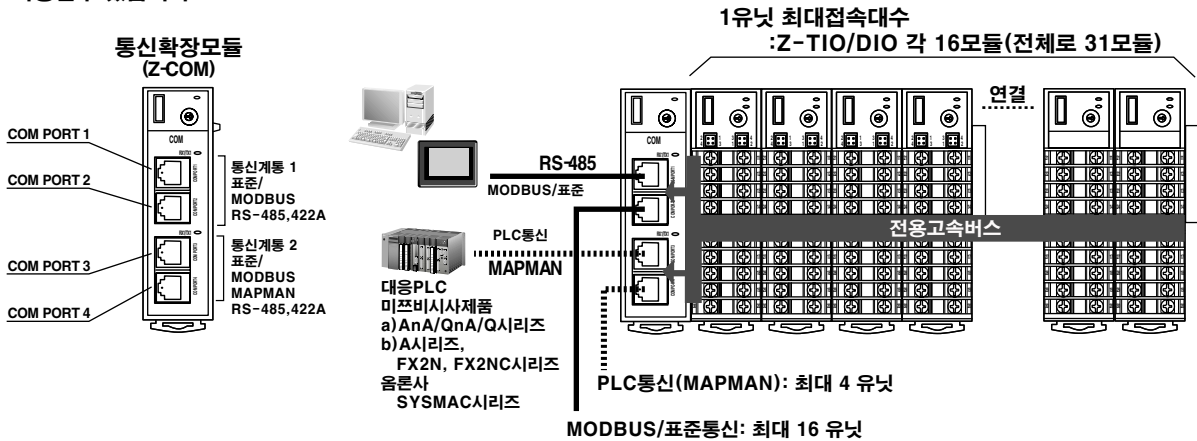 1유닛 최대접속대수
:Z-TIO/DIO 각 16모듈(전체로 31모듈)
통신확장모듈
(Z-COM)
COM PORT 1
COM PORT 2
COM PORT 3
COM PORT 4
COM
통신계통 1
표준/
MODBUS
RS-485,422A
통신계통 2
표준/
MODBUS
MAPMAN
RS-485,422A
연결
COM
RS-485
MODBUS/표준
전용고속버스
PLC통신
MAPMAN
대응PLC
미쯔비시사제품
a)AnA/QnA/Q시리즈
b)A시리즈,
FX2N, FX2NC시리즈
옴론사
SYSMAC시리즈
PLC통신(MAPMAN): 최대 4 유닛
MODBUS/표준통신: 최대 16 유닛